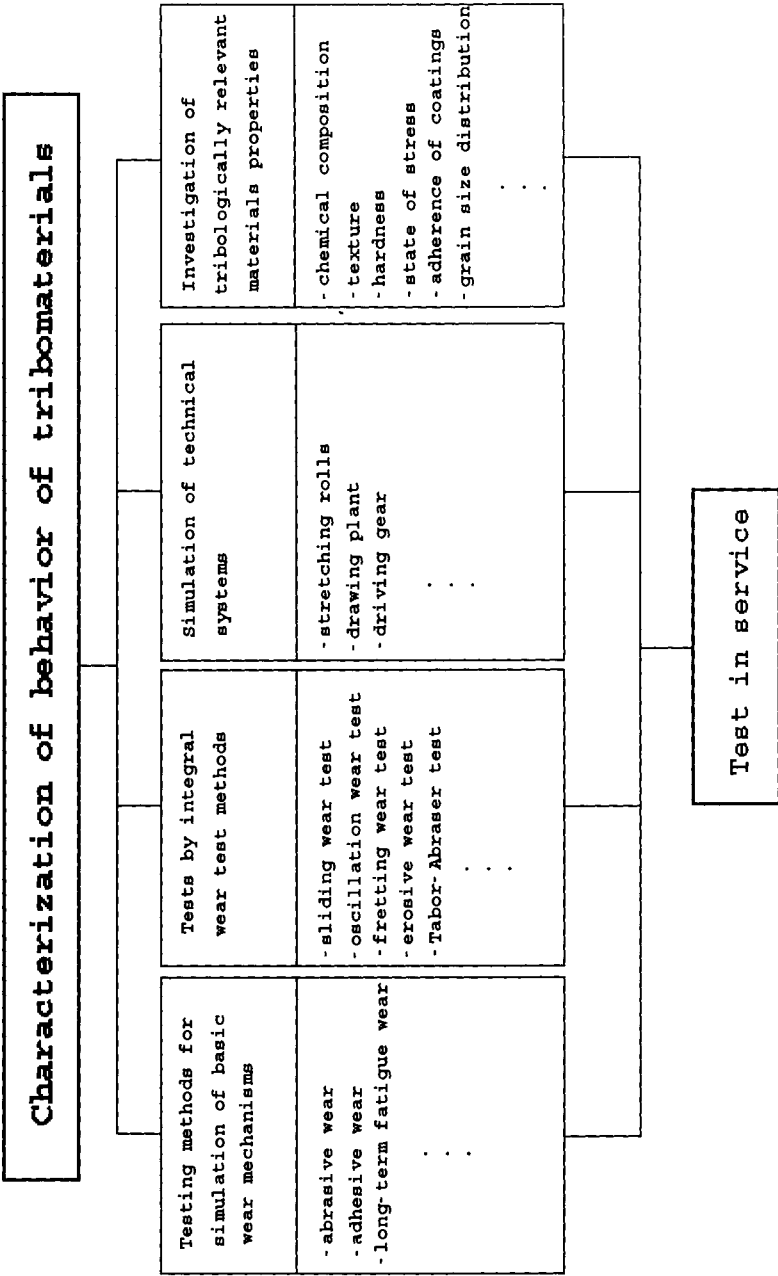 Characterization of behavior of tribomaterials
Testing methods for
simulation of basic
wear mechanisms
-abrasive wear
-adhesive wear
-long-term fatigue wear
. . .
Tests by integral
wear test methods
-sliding wear test
-oscillation wear test
-fretting wear test
-erosive wear test
-Tabor-Abraser test
. . .
Simulation of technical
systems
-stretching rolls
-drawing plant
-driving gear
. . .
Investigation of
tribologically relevant
materials properties
-chemical composition
-texture
-hardness
-state of stress
-adherence of coatings
-grain size distribution
. . .
Test in service